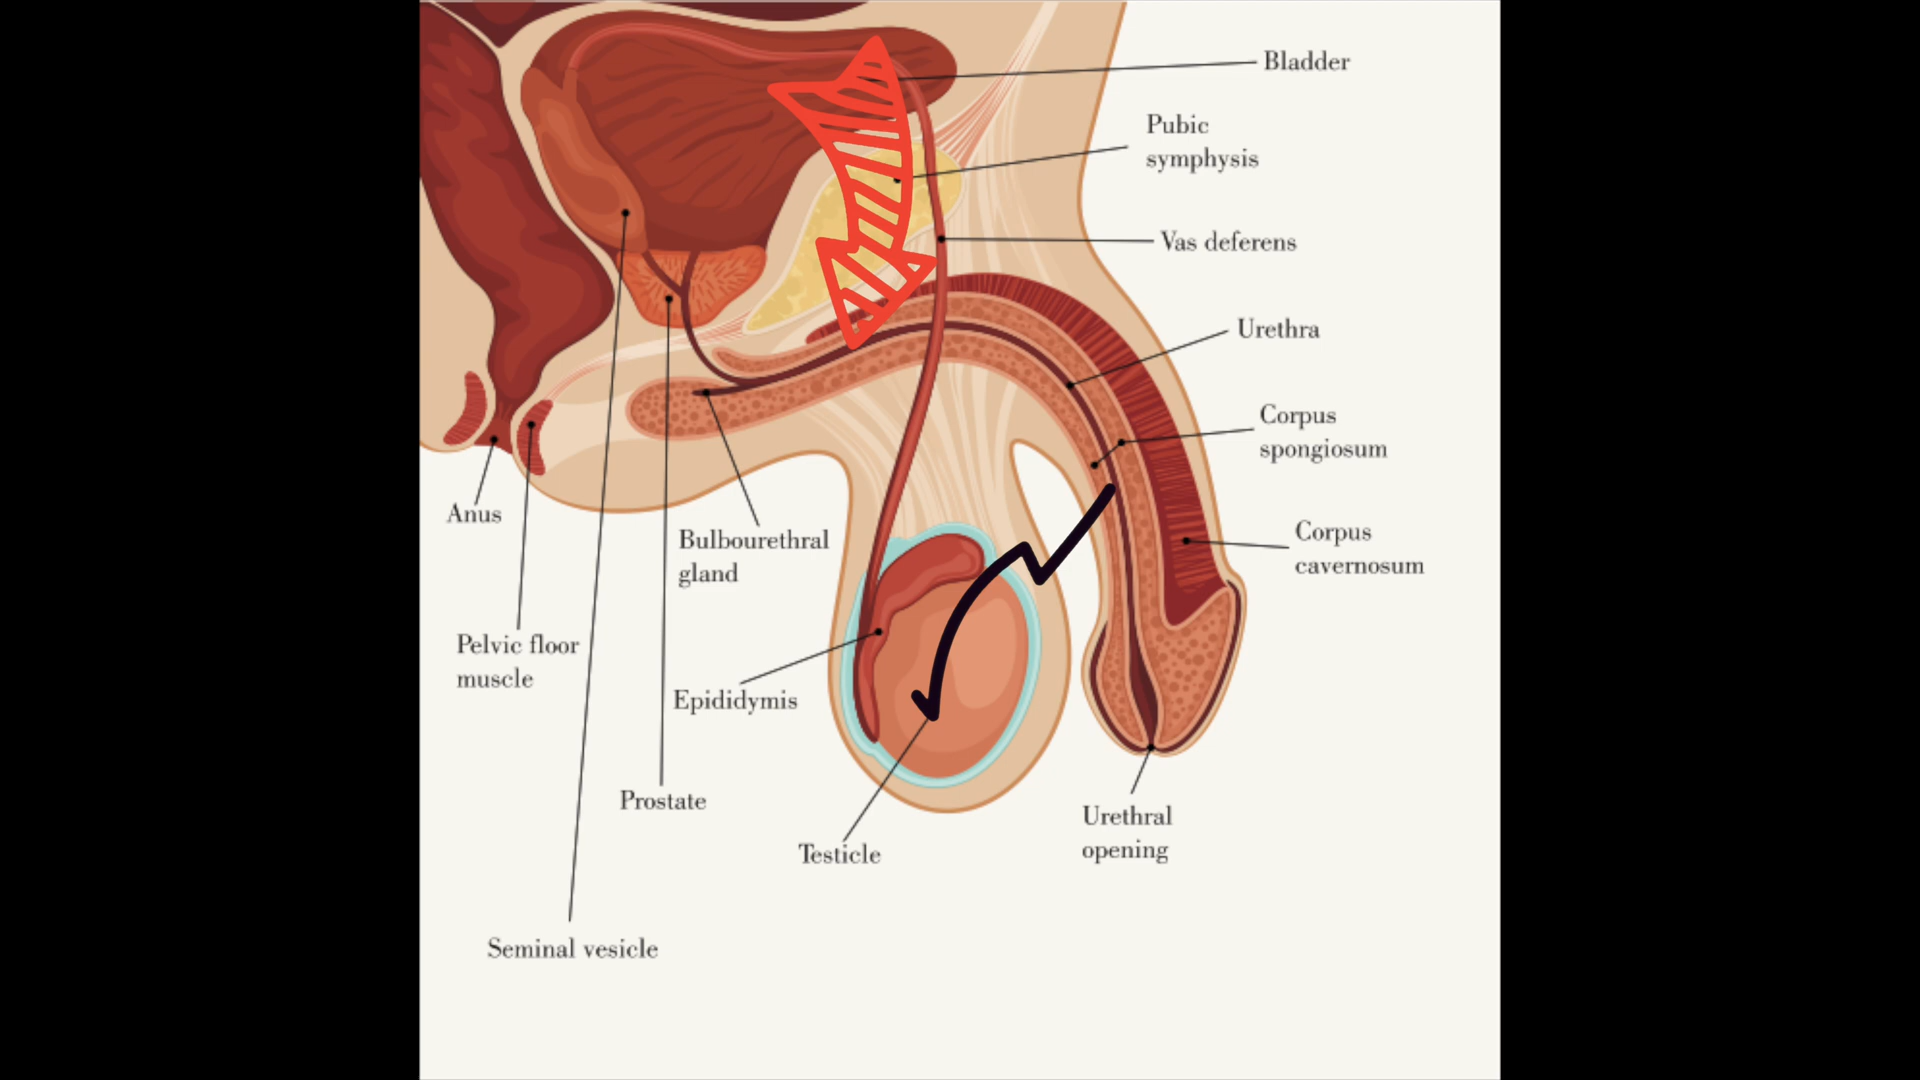 Bladder
Pubic
symphysis
Vas deferens
Urethra
Corpus
spongiosum
Anus
Bulbourethral
gland
Corpus
cavernosum
Pelvic floor
muscle
Epididymis
Prostate
Urethral
opening
Testicle
Seminal vesicle